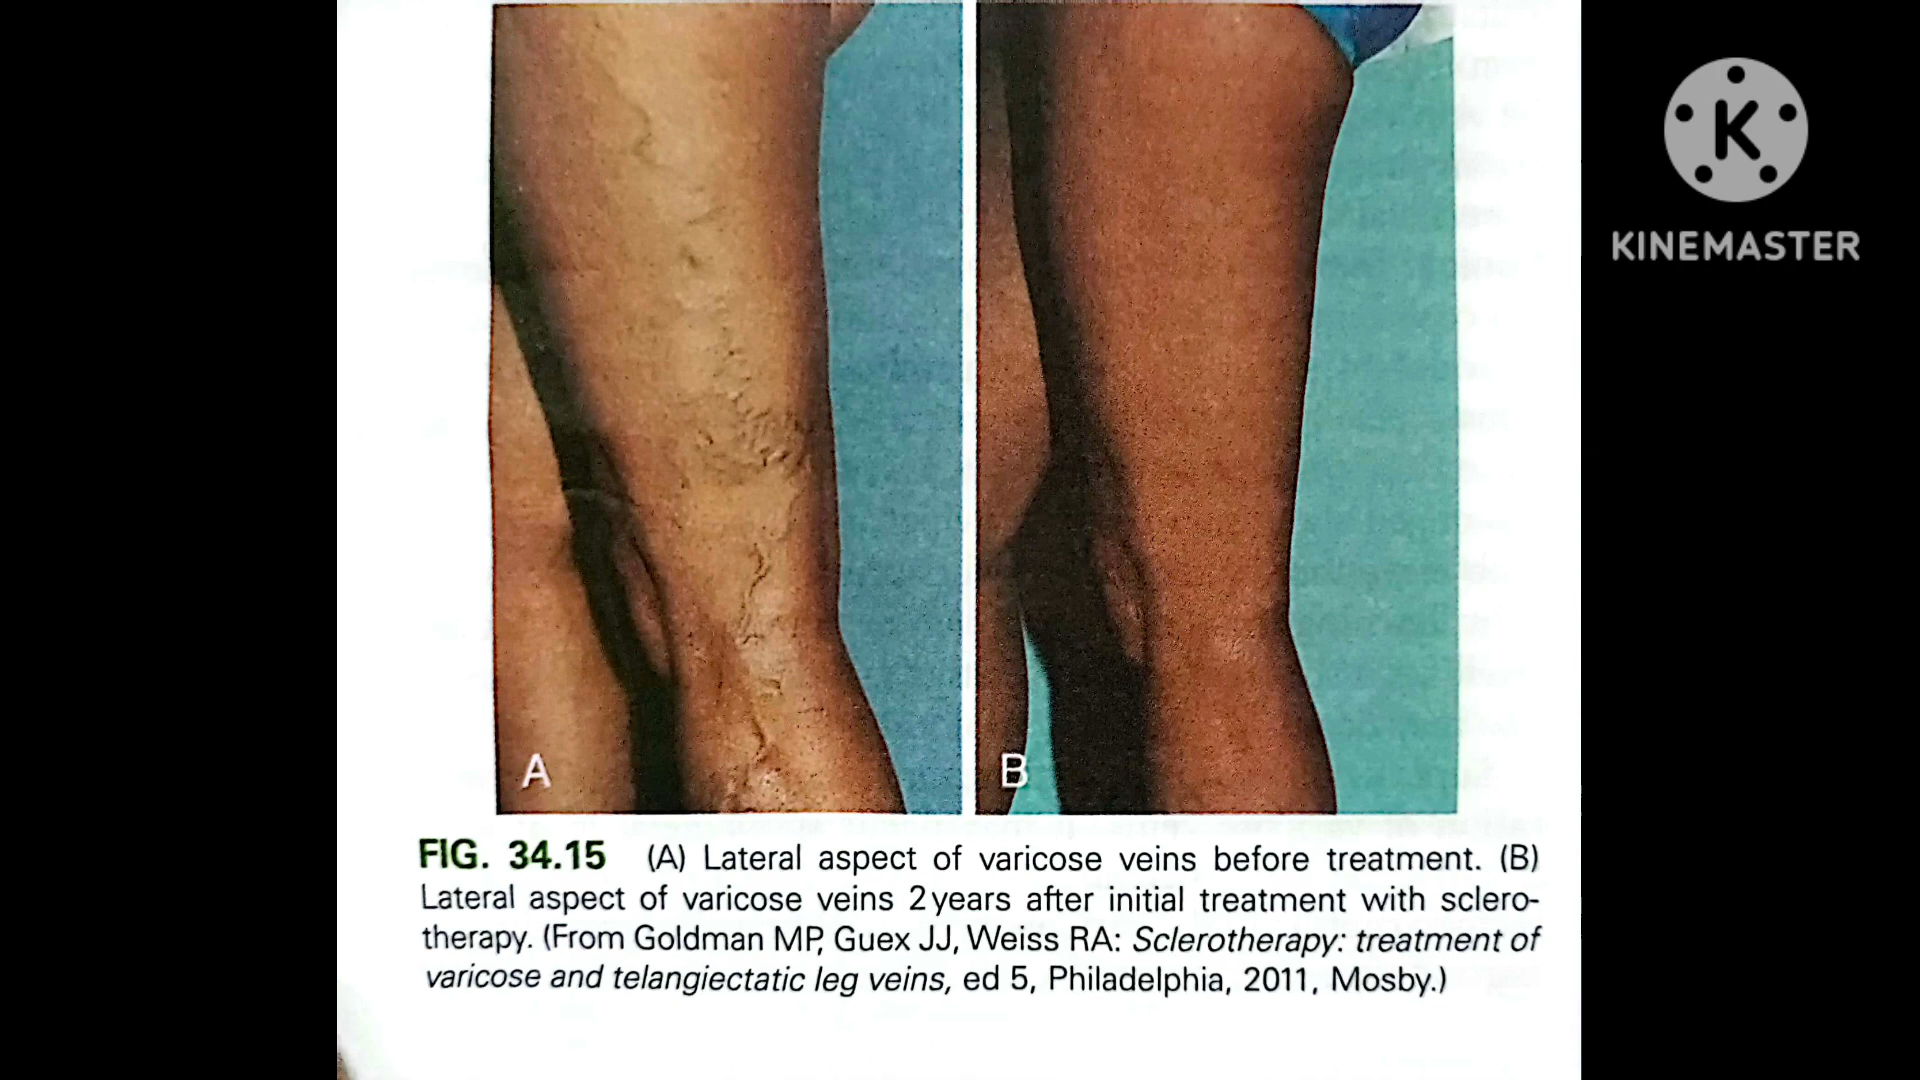 K
KINEMASTER
A
B
FIG. 34.15 (A) Lateral aspect of varicose veins before treatment. (B)
Lateral aspect of varicose veins 2 years after initial treatment with sclero-
therapy. (From Goldman MP, Guex JJ, Weiss RA: Sclerotherapy: treatment of
varicose and telangiectatic leg veins, ed 5, Philadelphia, 2011, Mosby.)